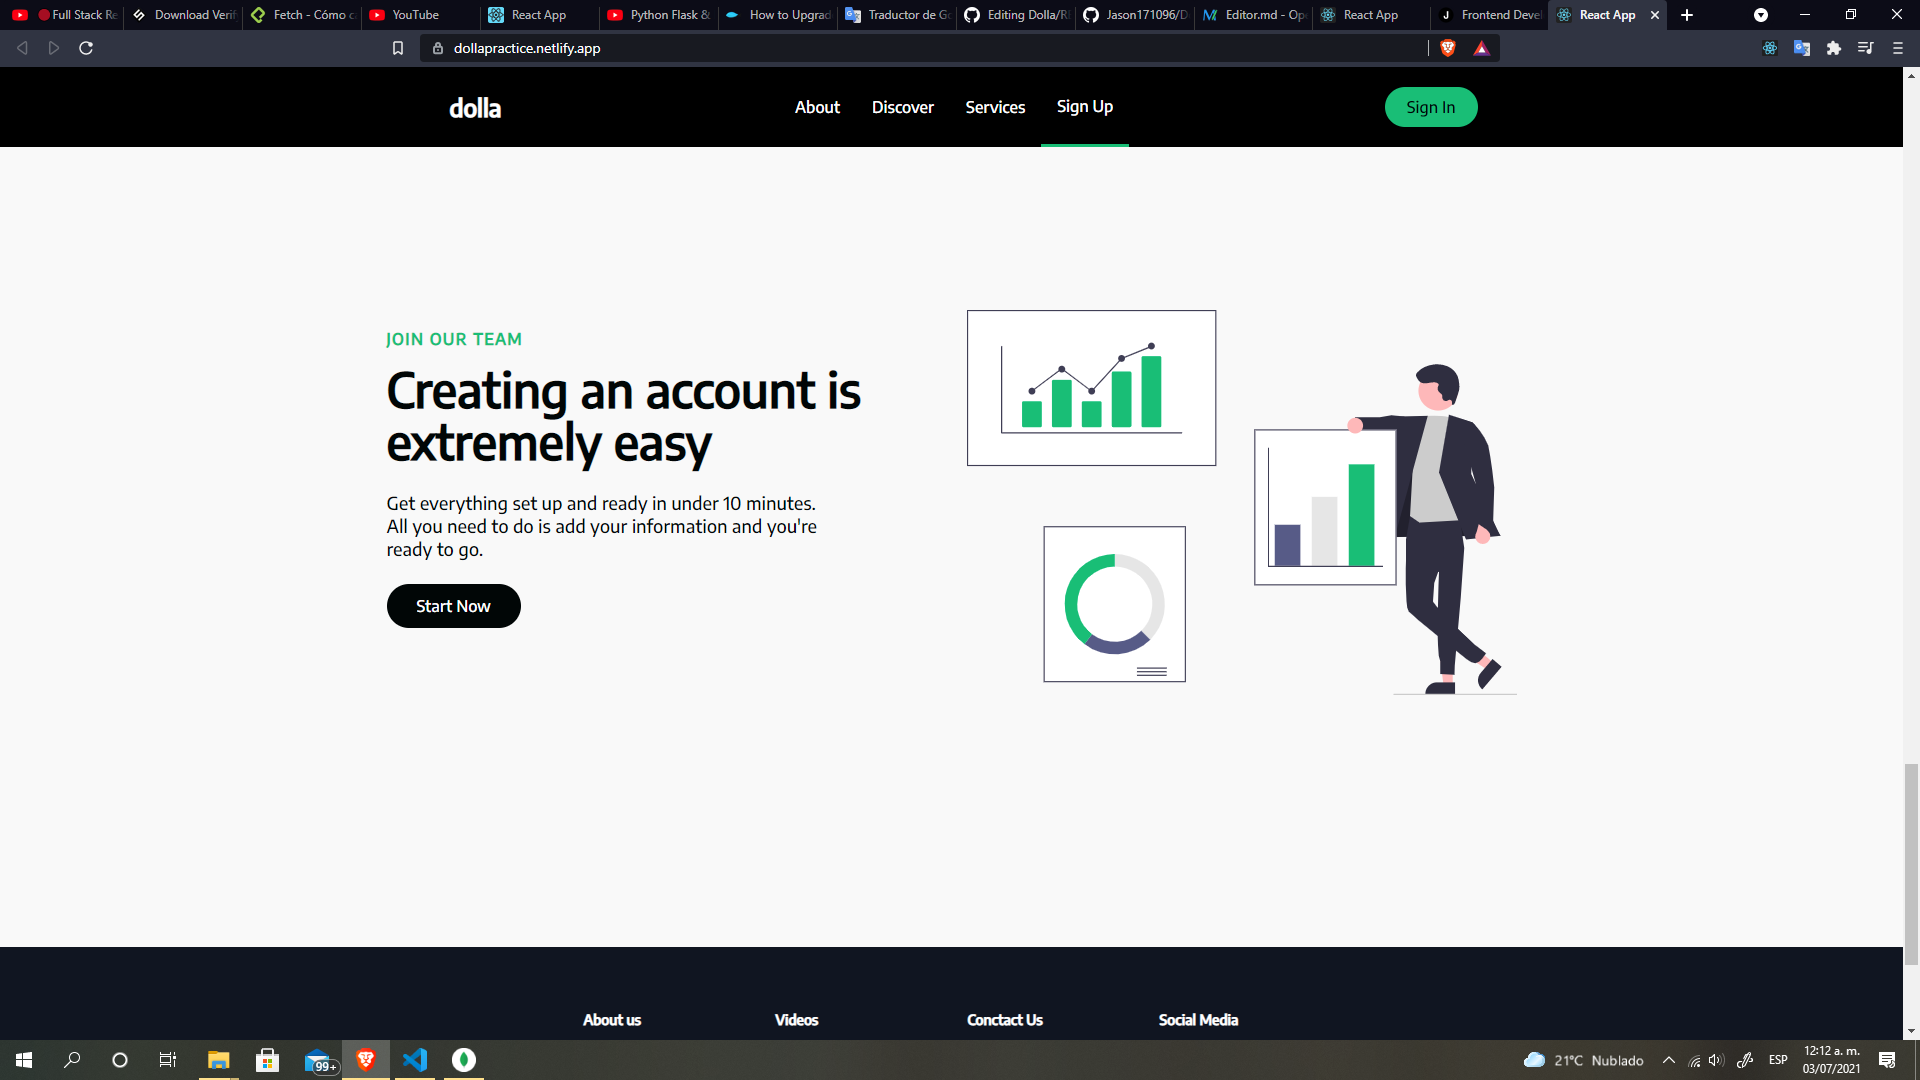 Full Stack Re
Download Verif
Fetch - Cómo c
YouTube
React App
Python Flask &
How to Upgrad
Traductor de Go
Editing Dolla/R
Jason171096/D
Editor.md - Ope
React App
Frontend Devel
React App
dollapractice.netlify.app
dolla
About
Discover
Services
Sign Up
Sign In
JOIN OUR TEAM
Creating an account is
extremely easy
Get everything set up and ready in under 10 minutes.
All you need to do is add your information and you're
ready to go.
Start Now
About us
Videos
Conctact Us
Social Media
99+
21°C Nublado
ESP
12:12 a. m.
03/07/2021